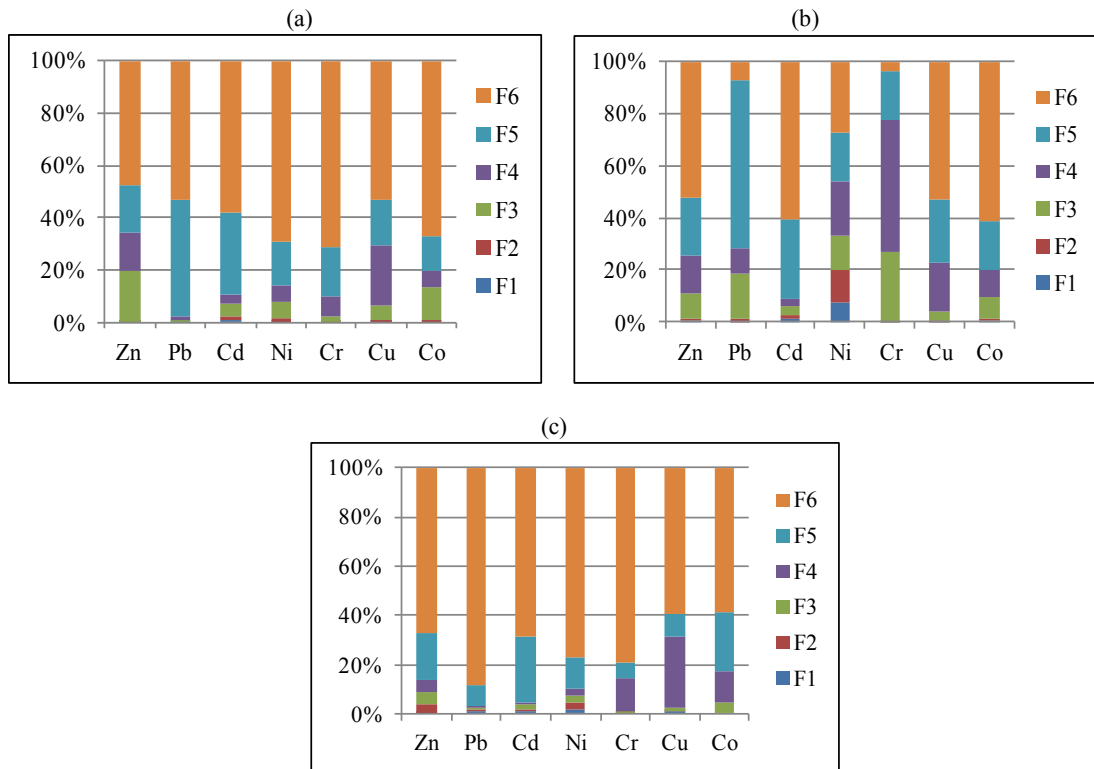 (a)
100%
80%
60%
40%
20%
0%
Zn Pb Cd Ni Cr Cu Co
F6
F5
F4
F3
F2
F1
(b)
100%
80%
60%
40%
20%
0%
Zn Pb Cd Ni Cr Cu Co
F6
F5
F4
F3
F2
F1
(c)
100%
80%
60%
40%
20%
0%
Zn Pb Cd Ni Cr Cu Co
F6
F5
F4
F3
F2
F1